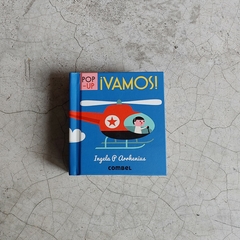 POP
-UP
¡VAMOS!
Ingela P Arrhenius
COMBEL